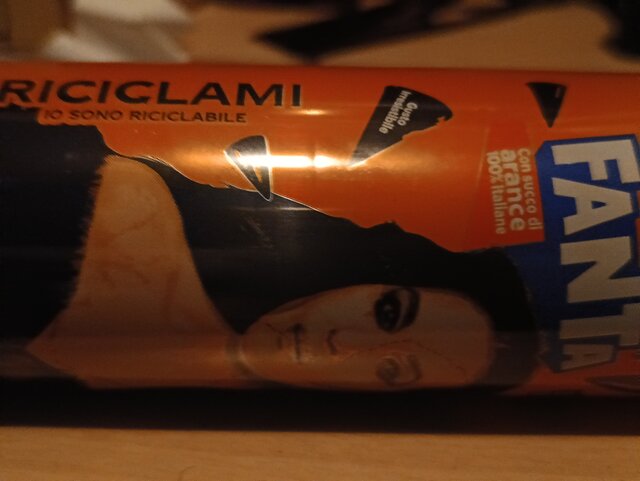 RICICLAMI
IO SONO RICICLABILE
Gusto
Irresistibile
Con succo di
arance
100% Italiane
FANTA